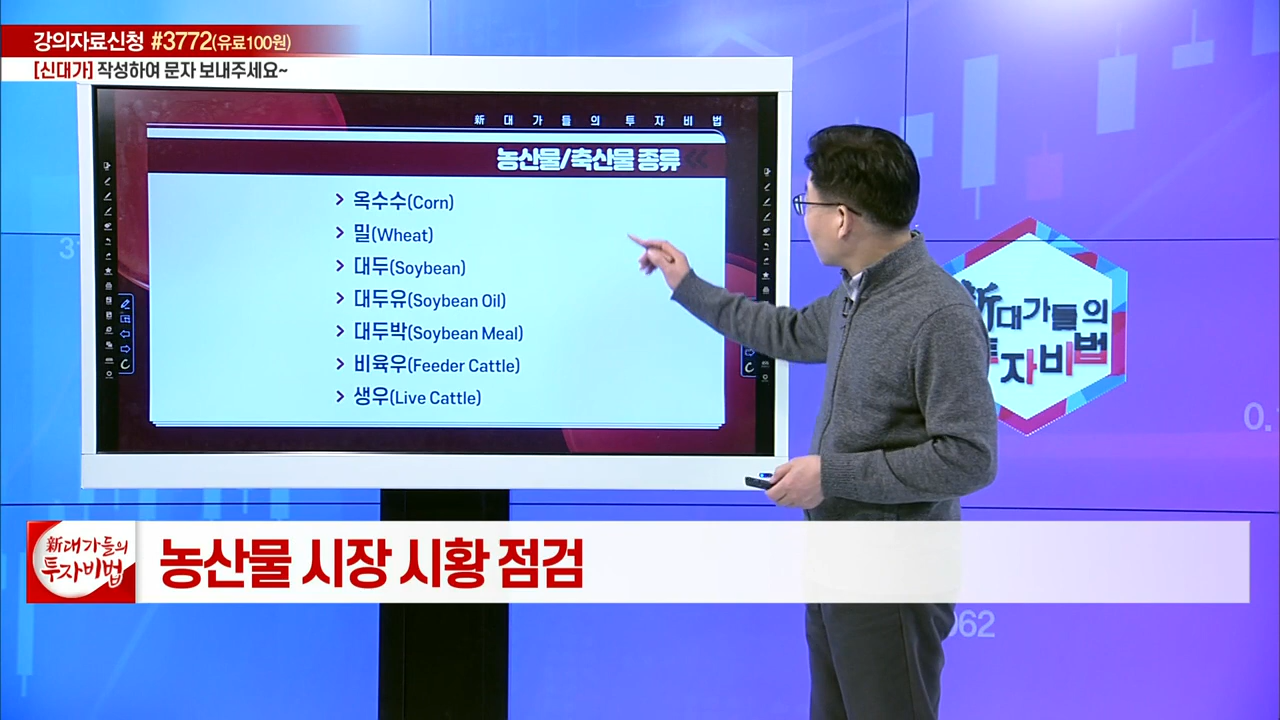 강의자료신청 #3772(유료100원)
[신대가] 작성하여 문자 보내주세요~
新 대가들의 투자비법
농산물/축산물 종류
> 옥수수(Corn)
> 밀(Wheat)
> 대두(Soybean)
> 대두유(Soybean Oil)
> 대두박(Soybean Meal)
> 비육우(Feeder Cattle)
> 생우(Live Cattle)
新대가들의
투자비법
新대가들의
투자비법
농산물 시장 시황 점검